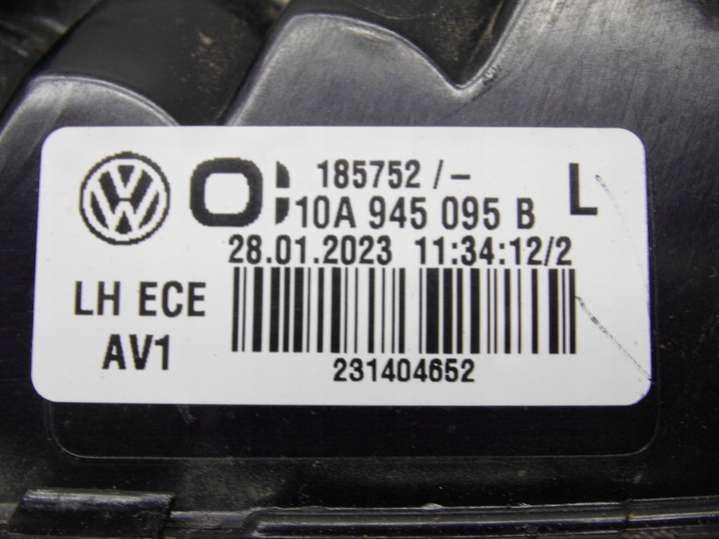 185752 / -
10A 945 095 B
L
28.01.2023 11:34:12/2
LH ECE
AV1
231404652